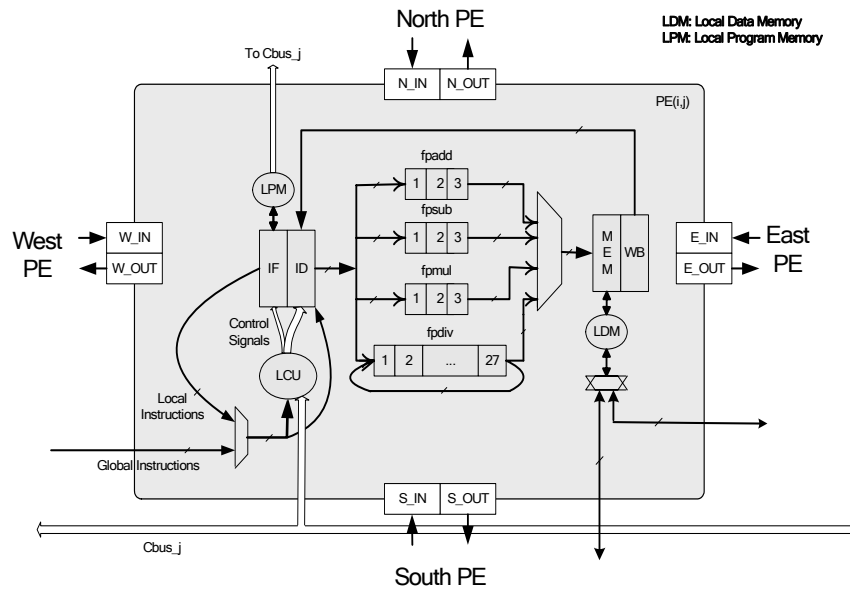 North PE
LDM: Local Data Memory
LPM: Local Program Memory
To Cbus_j
N_IN N_OUT
PE(i,j)
fpadd
1 2 3
LPM
fpsub
1 2 3
West PE
W_IN
W_OUT
IF ID
MEM WB
E_IN
E_OUT
East PE
fpmul
1 2 3
Control
Signals
fpdiv
1 2 ... 27
LDM
LCU
Local
Instructions
Global Instructions
S_IN S_OUT
Cbus_j
South PE